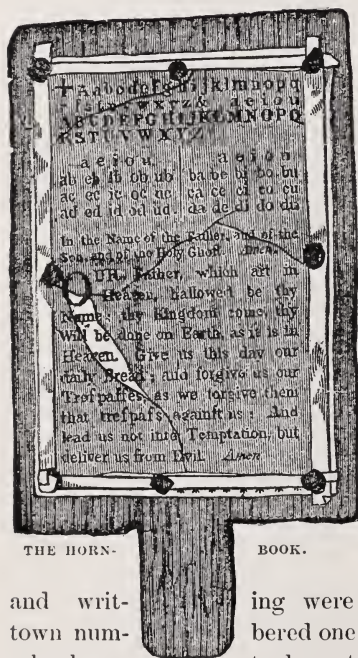 +Aabcdefghijklmnopq
rſstuvwxyz& aeiou
ABCDEFGHIJKLMNOPQ
RSTUVWXYZ
a e i o u a e i o u
ab eb ib ob ub ba be bi bo bu
ac ec ic oc uc ca ce ci co cu
ad ed id od ud da de di do du
In the Name of the Father, and of the
Son, and of the Holy Ghoſt. Amen.
OUR Father, which art in
Heaven, hallowed be thy
Name; thy Kingdom come, thy
Will be done on Earth, as it is in
Heaven. Give us this day our
daily Bread; and forgive us our
Treſpaſſes, as we forgive them
that treſpaſs againſt us: And
lead us not into Temptation, but
deliver us from Evil. Amen
THE HORN- BOOK.
and writ- ing were
town num- bered one